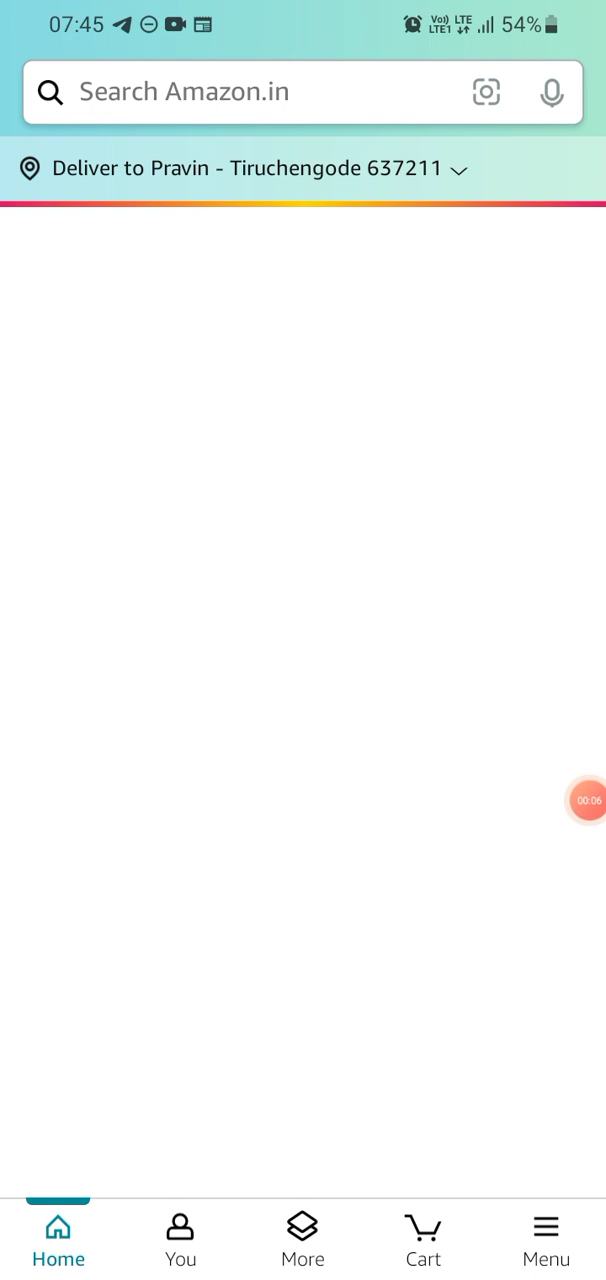 07:45 Vo)) LTE LTE1 54%
Search Amazon.in
Deliver to Pravin - Tiruchengode 637211
00:06
Home You More Cart Menu